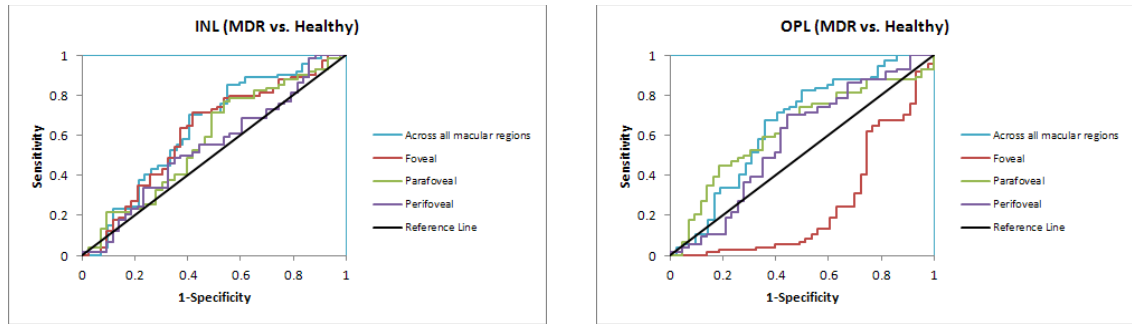 INL (MDR vs. Healthy)
1
0.8
0.6
0.4
0.2
0
Sensitivity
0
0.2
0.4
0.6
0.8
1
1-Specificity
Across all macular regions
Foveal
Parafoveal
Perifoveal
Reference Line
OPL (MDR vs. Healthy)
1
0.8
0.6
0.4
0.2
0
Sensitivity
0
0.2
0.4
0.6
0.8
1
1-Specificity
Across all macular regions
Foveal
Parafoveal
Perifoveal
Reference Line